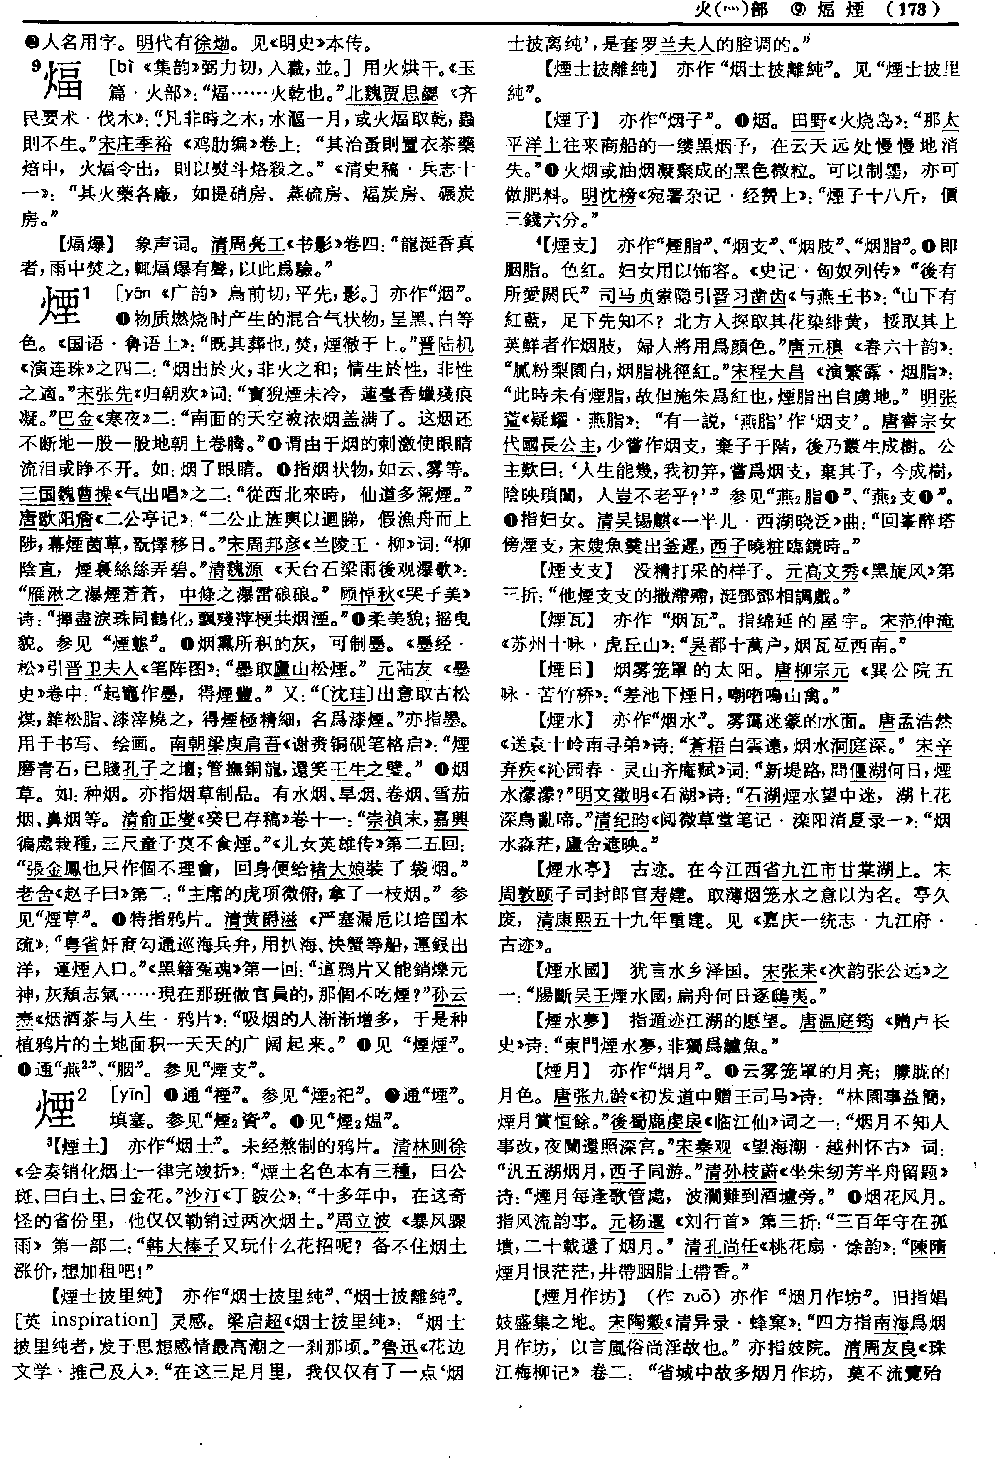 火(灬)部 ⑨ 煏 煙 (173)
❷人名用字。明代有徐𤊻。见《明史》本传。
9煏 [bì《集韵》弼力切,入職,並。]用火烘干。《玉
篇·火部》:“煏……火乾也。”北魏贾思勰《齐
民要术·伐木》:“凡非時之木,水漚一月,或火煏取乾,蟲
則不生。”宋庄季裕《鸡肋编》卷上:“其治蚤則置衣茶藥
焙中,火煏令出,則以熨斗烙殺之。”《清史稿·兵志十
一》:“其火藥各廠,如提硝房、蒸硫房、煏炭房、碾炭
房。”
【煏爆】 象声词。清周亮工《书影》卷四:“龍涎香真
者,雨中焚之,輒煏爆有聲,以此爲驗。”
煙1 [yān《广韵》烏前切,平先,影。]亦作“烟”。
❶物质燃烧时产生的混合气状物,呈黑、白等
色。《国语·鲁语上》:“既其葬也,焚,煙徹于上。”晋陆机
《演连珠》之四二:“烟出於火,非火之和;情生於性,非性
之適。”宋张先《归朝欢》词:“寶猊煙未冷,蓮臺香蠟殘痕
凝。”巴金《寒夜》二:“南面的天空被浓烟盖满了。这烟还
不断地一股一股地朝上卷腾。”❷谓由于烟的刺激使眼睛
流泪或睁不开。如:烟了眼睛。❸指烟状物,如云、雾等。
三国魏曹操《气出唱》之二:“從西北來時,仙道多駕煙。”
唐欧阳詹《二公亭记》:“二公止旌輿以迴睇,假漁舟而上
陟,幕煙茵草,翫懌移日。”宋周邦彦《兰陵王·柳》词:“柳
陰直,煙裏絲絲弄碧。”清魏源《天台石梁雨後观瀑歌》:
“雁湫之瀑煙蒼蒼,中條之瀑雷硠硠。”顾悼秋《哭子美》
诗:“揮盡淚珠同鶴化,飄殘萍梗共烟湮。”❹柔美貌;摇曳
貌。参见“煙態”。❺烟熏所积的灰,可制墨。《墨经·
松》引晋卫夫人《笔阵图》:“墨取廬山松煙。”元陆友《墨
史》卷中:“起竈作墨,得煙豐。”又:“〔沈珪〕出意取古松
煤,雜松脂、漆滓燒之,得煙極精細,名爲漆煙。”亦指墨。
用于书写、绘画。南朝梁庾肩吾《谢赉铜砚笔格启》:“煙
磨青石,已賤孔子之壇;管撫銅龍,還笑王生之璧。”❻烟
草。如:种烟。亦指烟草制品。有水烟、旱烟、卷烟、雪茄
烟、鼻烟等。清俞正燮《癸巳存稿》卷十一:“崇禎末,嘉興
徧處栽種,三尺童子莫不食煙。”《儿女英雄传》第二五回:
“張金鳳也只作個不理會,回身便給褚大娘裝了袋烟。”
老舍《赵子曰》第二:“主席的虎项微俯,拿了一枝烟。”参
见“煙草”。❼特指鸦片。清黄爵滋《严塞漏卮以培国本
疏》:“粤省奸商勾通巡海兵弁,用扒海、快蟹等船,運銀出
洋,運煙入口。”《黑籍冤魂》第一回:“這鸦片又能銷爍元
神,灰頹志氣……現在那班做官員的,那個不吃煙?”孙云
焘《烟酒茶与人生·鸦片》:“吸烟的人渐渐增多,于是种
植鸦片的土地面积一天天的广阔起来。”❽见“煙煙”。
❾通“燕2”、“胭”。参见“煙支”。
煙2 [yīn]❶通“禋”。参见“煙2祀”。❷通“堙”。
填塞。参见“煙2資”。❸见“煙2熅”。
3【煙土】 亦作“烟土”。未经熬制的鸦片。清林则徐
《会奏销化烟土一律完竣折》:“煙土名色本有三種,曰公
斑、曰白土、曰金花。”沙汀《丁跛公》:“十多年中,在这奇
怪的省份里,他仅仅勒销过两次烟土。”周立波《暴风骤
雨》第一部二:“韩大棒子又玩什么花招呢?备不住烟土
涨价,想加租吧!”
【煙士披里纯】 亦作“烟士披里纯”、“烟士披離純”。
[英 inspiration] 灵感。梁启超《烟士披里纯》:“烟士
披里纯者,发于思想感情最高潮之一刹那顷。”鲁迅《花边
文学·推己及人》:“在这三足月里,我仅仅有了一点‘烟
士披离纯’,是套罗兰夫人的腔调的。”
【煙士披離純】 亦作“烟士披離純”。见“煙士披里
純”。
【煙子】 亦作“烟子”。❶烟。田野《火烧岛》:“那太
平洋上往来商船的一缕黑烟子,在云天远处慢慢地消
失。”❷火烟或油烟凝聚成的黑色微粒。可以制墨,亦可
做肥料。明沈榜《宛署杂记·经费上》:“煙子十八斤,價
三錢六分。”
4【煙支】 亦作“煙脂”、“烟支”、“烟肢”、“烟脂”。❶即
胭脂。色红。妇女用以饰容。《史记·匈奴列传》“後有
所愛閼氏”司马贞索隐引晋习凿齿《与燕王书》:“山下有
紅藍,足下先知不?北方人探取其花染绯黄,挼取其上
英鮮者作烟肢,婦人將用爲顔色。”唐元稹《春六十韵》:
“膩粉梨園白,烟脂桃徑紅。”宋程大昌《演繁露·烟脂》:
“此時未有煙脂,故但施朱爲紅也,煙脂出自虜地。”明张
萱《疑耀·燕脂》:“有一説,‘燕脂’作‘烟支’。唐睿宗女
代國長公主,少嘗作烟支,棄子于階,後乃叢生成樹。公
主歎曰:‘人生能幾,我初笄,嘗爲烟支,棄其子,今成樹,
陰映瑣闈,人豈不老乎?’”参见“燕2脂❶”、“燕2支❶”。
❷指妇女。清吴锡麒《一半儿·西湖晓泛》曲:“回峯醉塔
傍煙支,宋嫂魚羹出釜遲,西子曉粧臨鏡時。”
【煙支支】 没精打采的样子。元高文秀《黑旋风》第
三折:“他煙支支的撒滯殢,涎鄧鄧相調戲。”
【煙瓦】 亦作“烟瓦”。指绵延的屋宇。宋范仲淹
《苏州十咏·虎丘山》:“吴都十萬户,烟瓦亙西南。”
【煙日】 烟雾笼罩的太阳。唐柳宗元《巽公院五
咏·苦竹桥》:“差池下煙日,嘲哳鳴山禽。”
【煙水】 亦作“烟水”。雾霭迷蒙的水面。唐孟浩然
《送袁十岭南寻弟》诗:“蒼梧白雲遠,烟水洞庭深。”宋辛
弃疾《沁园春·灵山齐庵赋》词:“新堤路,問偃湖何日,煙
水濛濛?”明文徵明《石湖》诗:“石湖煙水望中迷,湖上花
深鳥亂啼。”清纪昀《阅微草堂笔记·滦阳消夏录一》:“烟
水淼茫,廬舍遮映。”
【煙水亭】 古迹。在今江西省九江市甘棠湖上。宋
周敦颐子司封郎官寿建。取薄烟笼水之意以为名。亭久
废,清康熙五十九年重建。见《嘉庆一统志·九江府·
古迹》。
【煙水國】 犹言水乡泽国。宋张耒《次韵张公远》之
一:“腸斷吴王煙水國,扁舟何日逐鴟夷。”
【煙水夢】 指遁迹江湖的愿望。唐温庭筠《赠卢长
史》诗:“東門煙水夢,非獨爲鱸魚。”
【煙月】 亦作“烟月”。❶云雾笼罩的月亮;朦胧的
月色。唐张九龄《初发道中赠王司马》诗:“林園事益簡,
煙月賞恒餘。”後蜀鹿虔扆《临江仙》词之一:“烟月不知人
事改,夜闌還照深宫。”宋秦观《望海潮·越州怀古》词:
“汎五湖烟月,西子同游。”清孙枝蔚《坐朱纫芳半舟留题》
诗:“煙月每逢歌管處,波瀾難到酒壚旁。”❷烟花风月。
指风流韵事。元杨暹《刘行首》第三折:“三百年守在孤
墳,二十載還了烟月。”清孔尚任《桃花扇·馀韵》:“陳隋
煙月恨茫茫,井帶胭脂土帶香。”
【煙月作坊】 (作 zuō)亦作“烟月作坊”。旧指娼
妓盛集之地。宋陶穀《清异录·蜂窠》:“四方指南海爲烟
月作坊,以言風俗尚淫故也。”亦指妓院。清周友良《珠
江梅柳记》卷二:“省城中故多烟月作坊,莫不流覽殆